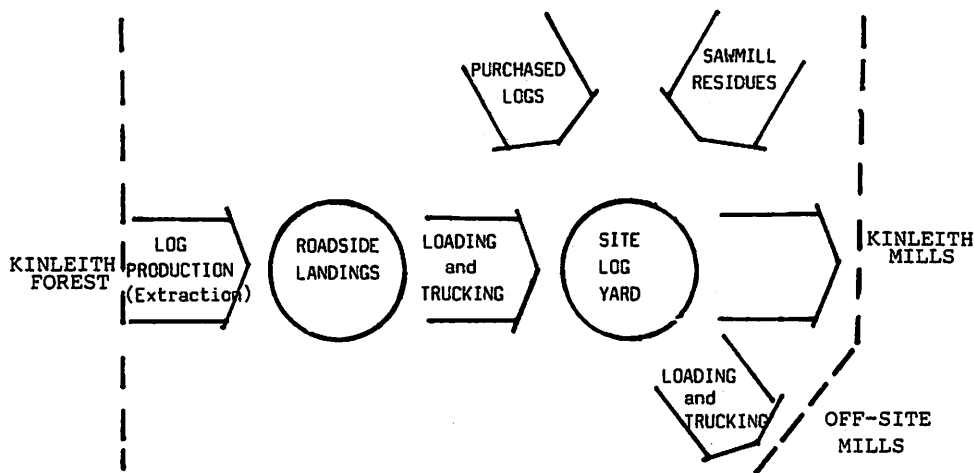 PURCHASED
LOGS
SAWMILL
RESIDUES
KINLEITH
FOREST
LOG
PRODUCTION
(Extraction)
ROADSIDE
LANDINGS
LOADING
and
TRUCKING
SITE
LOG
YARD
KINLEITH
MILLS
LOADING
and
TRUCKING
OFF-SITE
MILLS